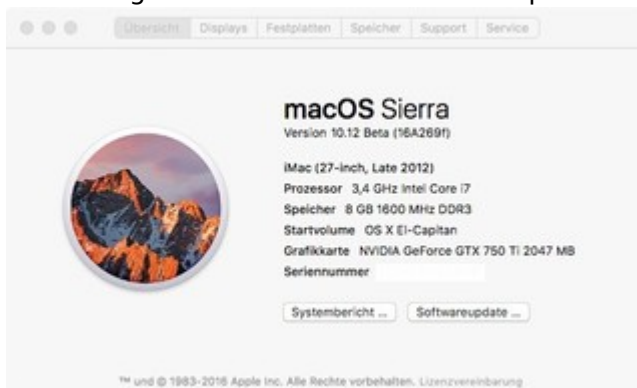 Übersicht Displays Festplatten Speicher Support Service
macOS Sierra
Version 10.12 Beta (16A269f)
iMac (27-inch, Late 2012)
Prozessor 3,4 GHz Intel Core i7
Speicher 8 GB 1600 MHz DDR3
Startvolume OS X El-Capitan
Grafikkarte NVIDIA GeForce GTX 750 Ti 2047 MB
Seriennummer
Systembericht ... Softwareupdate ...
™ und © 1983-2016 Apple Inc. Alle Rechte vorbehalten. Lizenzvereinbarung